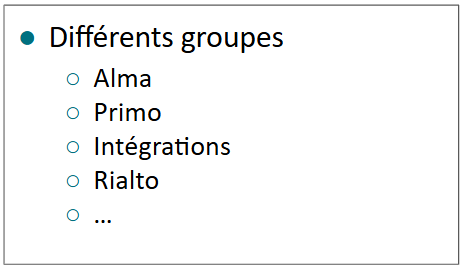 Différents groupes
Alma
Primo
Intégrations
Rialto
...